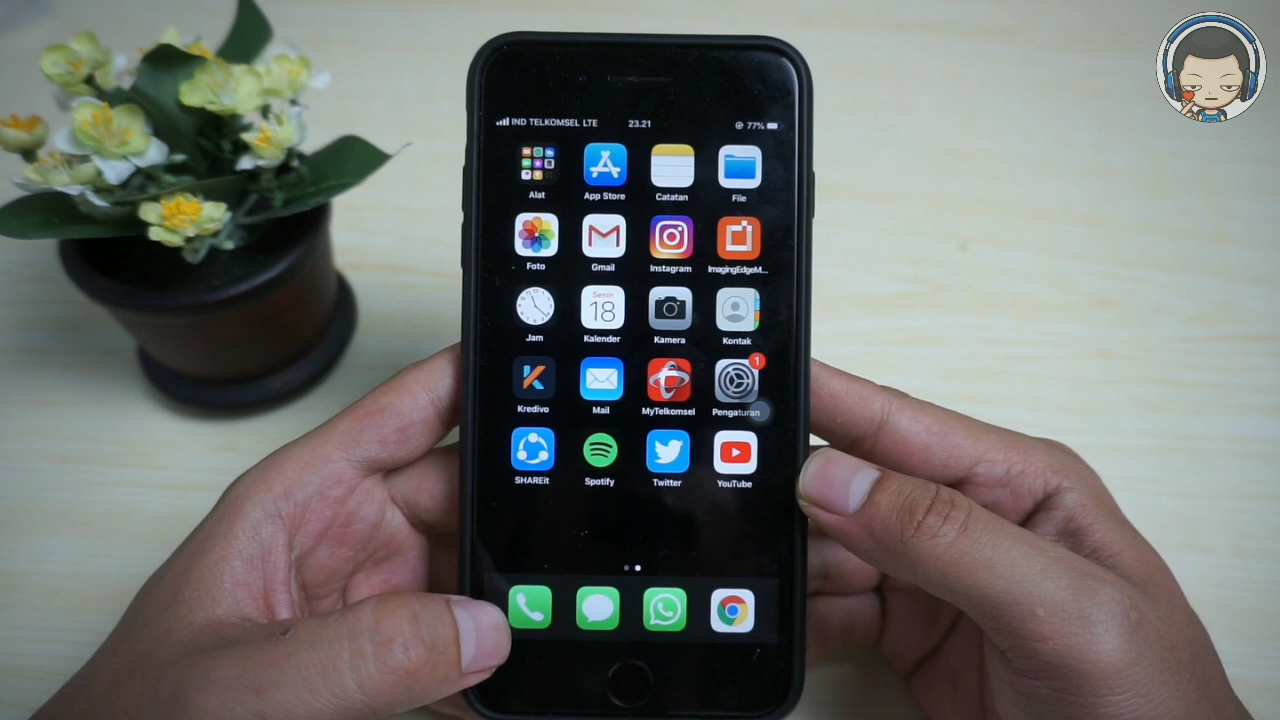 IND TELKOMSEL LTE 23.21 77%
Alat App Store Catatan File
Foto Gmail Instagram ImagingEdgeM...
Senin
18
Jam Kalender Kamera Kontak
1
Kredivo Mail MyTelkomsel Pengaturan
SHAREit Spotify Twitter YouTube